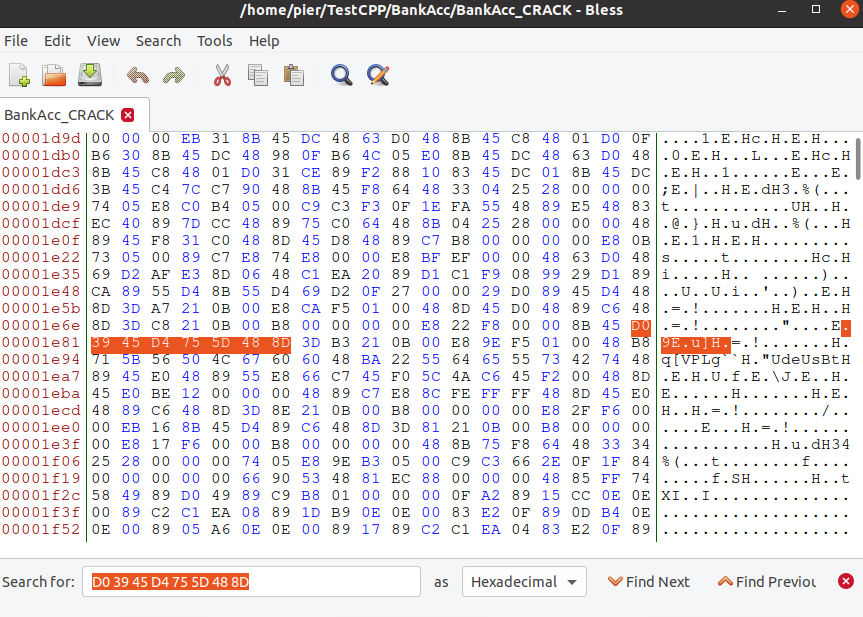 /home/pier/TestCPP/BankAcc/BankAcc_CRACK - Bless
File Edit View Search Tools Help
BankAcc_CRACK
00001d9d 00 00 00 EB 31 8B 45 DC 48 63 D0 48 8B 45 C8 48 01 D0 0F ....1.E.HcH.E.H...
00001db0 B6 30 8B 45 DC 48 98 0F B6 4C 05 E0 8B 45 DC 48 63 D0 48 .0.E.H...L...E.Hc.H
00001dc3 8B 45 C8 48 01 D0 31 CE 89 F2 88 10 83 45 DC 01 8B 45 DC .E.H..1......E...E.
00001dd6 3B 45 C4 7C C7 90 48 8B 45 F8 64 48 33 04 25 28 00 00 00 ;E.|..H.E.dH3.%(...
00001de9 74 05 E8 C0 B4 05 00 C9 C3 F3 0F 1E FA 55 48 89 E5 48 83 t............UH..H.
00001dcf EC 40 89 7D CC 48 89 75 C0 64 48 8B 04 25 28 00 00 00 48 .@.}.H.u.dH..%(...H
00001e0f 89 45 F8 31 C0 48 8D 45 D8 48 89 C7 B8 00 00 00 00 E8 0B .E.1.H.E.H.........
00001e22 73 05 00 89 C7 E8 74 E8 00 00 E8 BF EF 00 00 48 63 D0 48 s.....t........Hc.H
00001e35 69 D2 AF E3 8D 06 48 C1 EA 20 89 D1 C1 F9 08 99 29 D1 89 i.....H.. ......)..
00001e48 CA 89 55 D4 8B 55 D4 69 D2 0F 27 00 00 29 D0 89 45 D4 48 ..U..U.i..'..)..E.H
00001e5b 8D 3D A7 21 0B 00 E8 CA F5 01 00 48 8D 45 D0 48 89 C6 48 .=.!.......H.E.H..H
00001e6e 8D 3D C8 21 0B 00 B8 00 00 00 00 E8 22 F8 00 00 8B 45 D0 .=.!........"....E.
00001e81 39 45 D4 75 5D 48 8D 3D B3 21 0B 00 E8 9E F5 01 00 48 B8 9E.u]H.=.!.......H.
00001e94 71 5B 56 50 4C 67 60 60 48 BA 22 55 64 65 55 73 42 74 48 q[VPLg``H."UdeUsBtH
00001ea7 89 45 E0 48 89 55 E8 66 C7 45 F0 5C 4A C6 45 F2 00 48 8D .E.H.U.f.E.\J.E..H.
00001eba 45 E0 BE 12 00 00 00 48 89 C7 E8 8C FE FF FF 48 8D 45 E0 E......H.......H.E.
00001ecd 48 89 C6 48 8D 3D 8E 21 0B 00 B8 00 00 00 00 E8 2F F6 00 H..H.=.!......../..
00001ee0 00 EB 16 8B 45 D4 89 C6 48 8D 3D 81 21 0B 00 B8 00 00 00 ....E...H.=.!......
00001e3f 00 E8 17 F6 00 00 B8 00 00 00 00 48 8B 75 F8 64 48 33 34 ...........H.u.dH34
00001f06 25 28 00 00 00 74 05 E8 9E B3 05 00 C9 C3 66 2E 0F 1F 84 %(...t........f....
00001f19 00 00 00 00 00 66 90 53 48 81 EC 88 00 00 00 48 85 FF 74 .....f.SH......H..t
00001f2c 58 49 89 D0 49 89 C9 B8 01 00 00 00 0F A2 89 15 CC 0E 0E XI..I..............
00001f3f 00 89 C2 C1 EA 08 89 1D B9 0E 0E 00 83 E2 0F 89 0D B4 0E ...................
00001f52 0E 00 89 05 A6 0E 0E 00 89 17 89 C2 C1 EA 04 83 E2 0F 89 ...................
Search for: D0 39 45 D4 75 5D 48 8D as Hexadecimal Find Next Find Previou